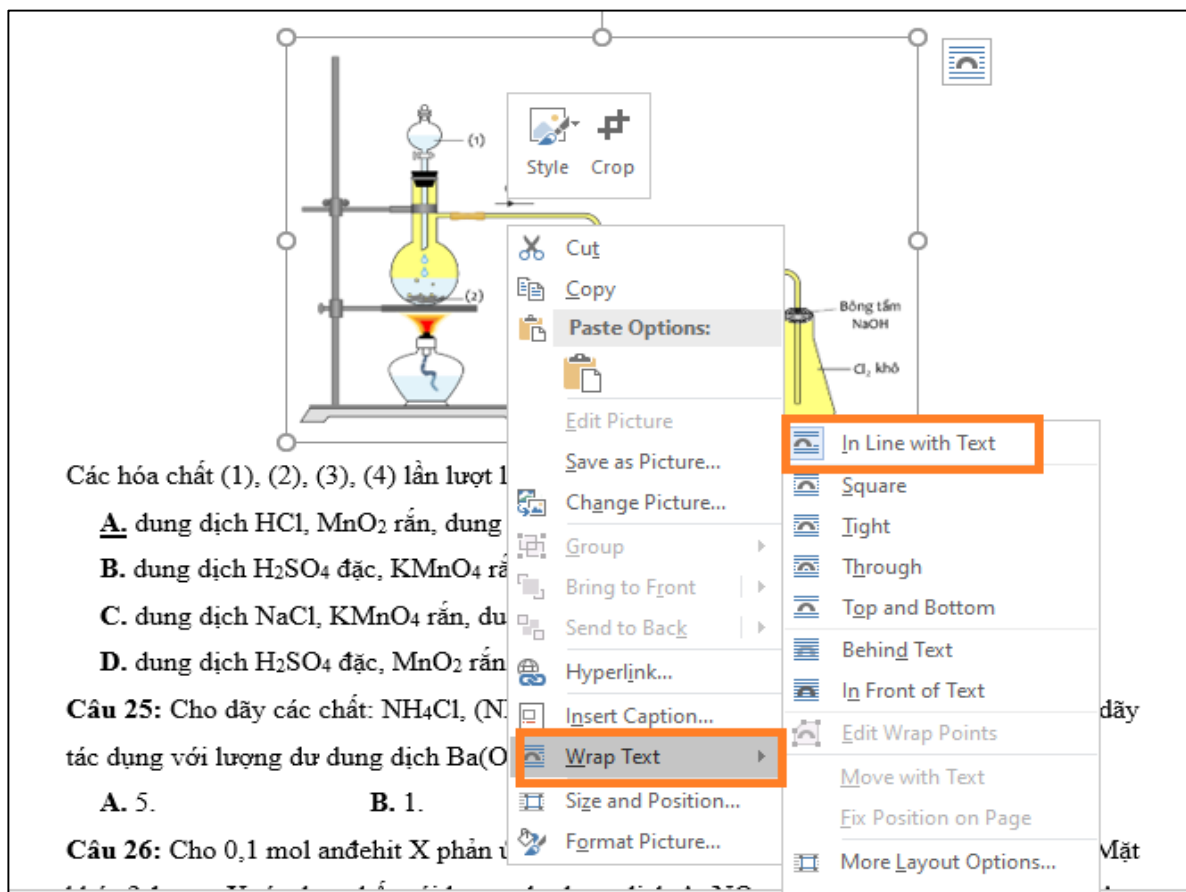 (1)
Style Crop
(2)
Bông tẩm
NaOH
Cl₂ khô
Cut
Copy
Paste Options:
Edit Picture
Save as Picture...
Change Picture...
Group
Bring to Front
Send to Back
Hyperlink...
Insert Caption...
Wrap Text
Size and Position...
Format Picture...
In Line with Text
Square
Tight
Through
Top and Bottom
Behind Text
In Front of Text
Edit Wrap Points
Move with Text
Fix Position on Page
More Layout Options...
Các hóa chất (1), (2), (3), (4) lần lượt
A. dung dịch HCl, MnO₂ rắn, dung
B. dung dịch H₂SO₄ đặc, KMnO₄
C. dung dịch NaCl, KMnO₄ rắn,
D. dung dịch H₂SO₄ đặc, MnO₂ rắn
Câu 25: Cho dãy các chất: NH₄Cl, dãy
tác dụng với lượng dư dung dịch
A. 5. B. 1.
Câu 26: Cho 0,1 mol anđehit X phản Mặt